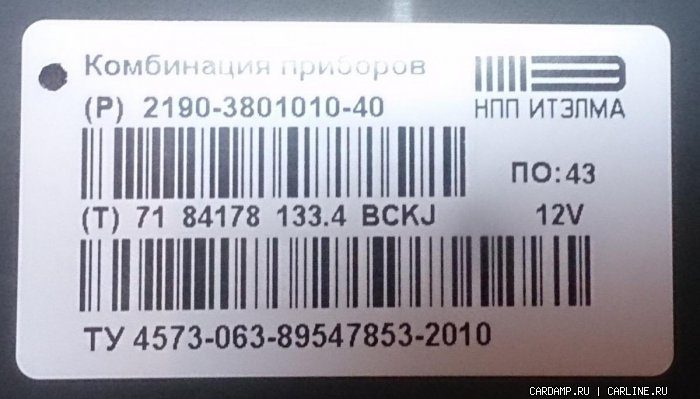 Комбинация приборов
(P) 2190-3801010-40
НПП ИТЭЛМА
ПО:43
(T) 71 84178 133.4 BCKJ
12V
ТУ 4573-063-89547853-2010
CARDAMP.RU | CARLINE.RU